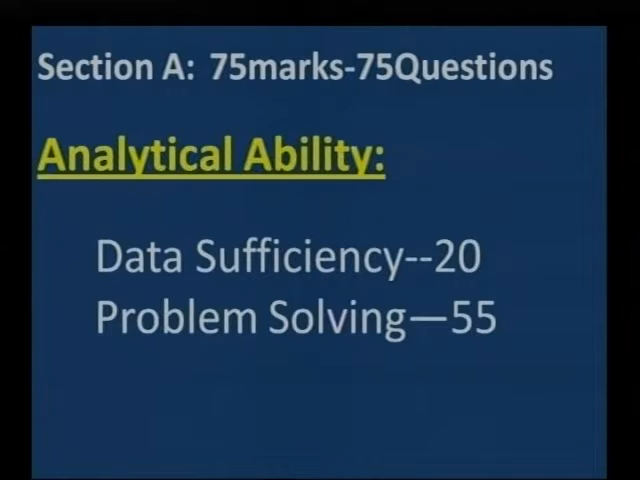 Section A: 75marks-75Questions
Analytical Ability:
Data Sufficiency--20
Problem Solving—55